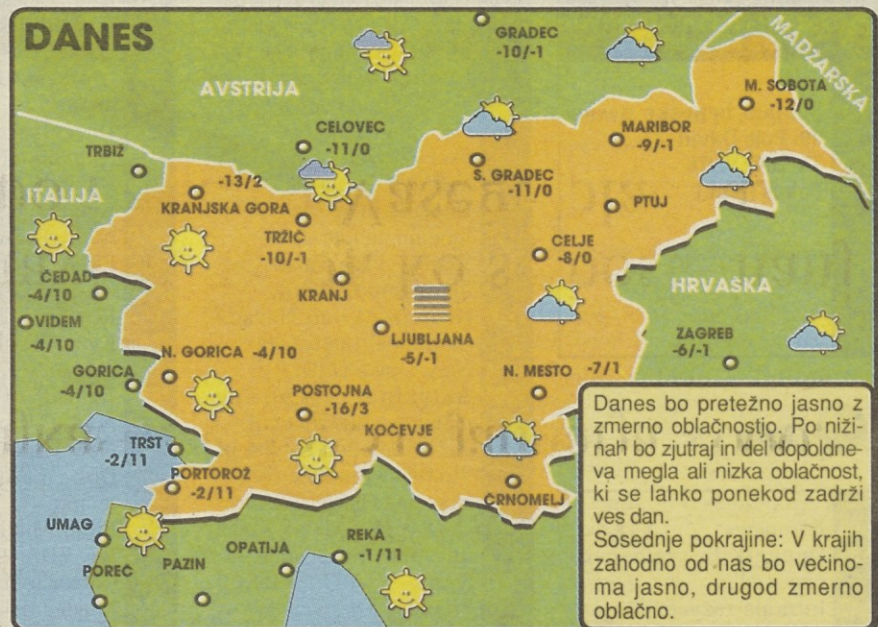 DANES
GRADEC
-10/-1
MADŽARSKA
AVSTRIJA
M. SOBOTA
-12/0
CELOVEC
-11/0
MARIBOR
-9/-1
TRBIŽ
S. GRADEC
-11/0
ITALIJA
-13/2
KRANJSKA GORA
PTUJ
TRŽIČ
-10/-1
CELJE
-8/0
ČEDAD
-4/10
KRANJ
HRVAŠKA
VIDEM
-4/10
LJUBLJANA
-5/-1
ZAGREB
-6/-1
N. GORICA -4/10
GORICA
-4/10
N. MESTO -7/1
POSTOJNA
-16/3
KOČEVJE
TRST
-2/11
PORTOROŽ
-2/11
ČRNOMELJ
UMAG
REKA
-1/11
OPATIJA
PAZIN
POREČ
Danes bo pretežno jasno z
zmerno oblačnostjo. Po niži-
nah bo zjutraj in del dopoldne-
va megla ali nizka oblačnost,
ki se lahko ponekod zadrži
ves dan.
Sosednje pokrajine: V krajih
zahodno od nas bo večino-
ma jasno, drugod zmerno
oblačno.